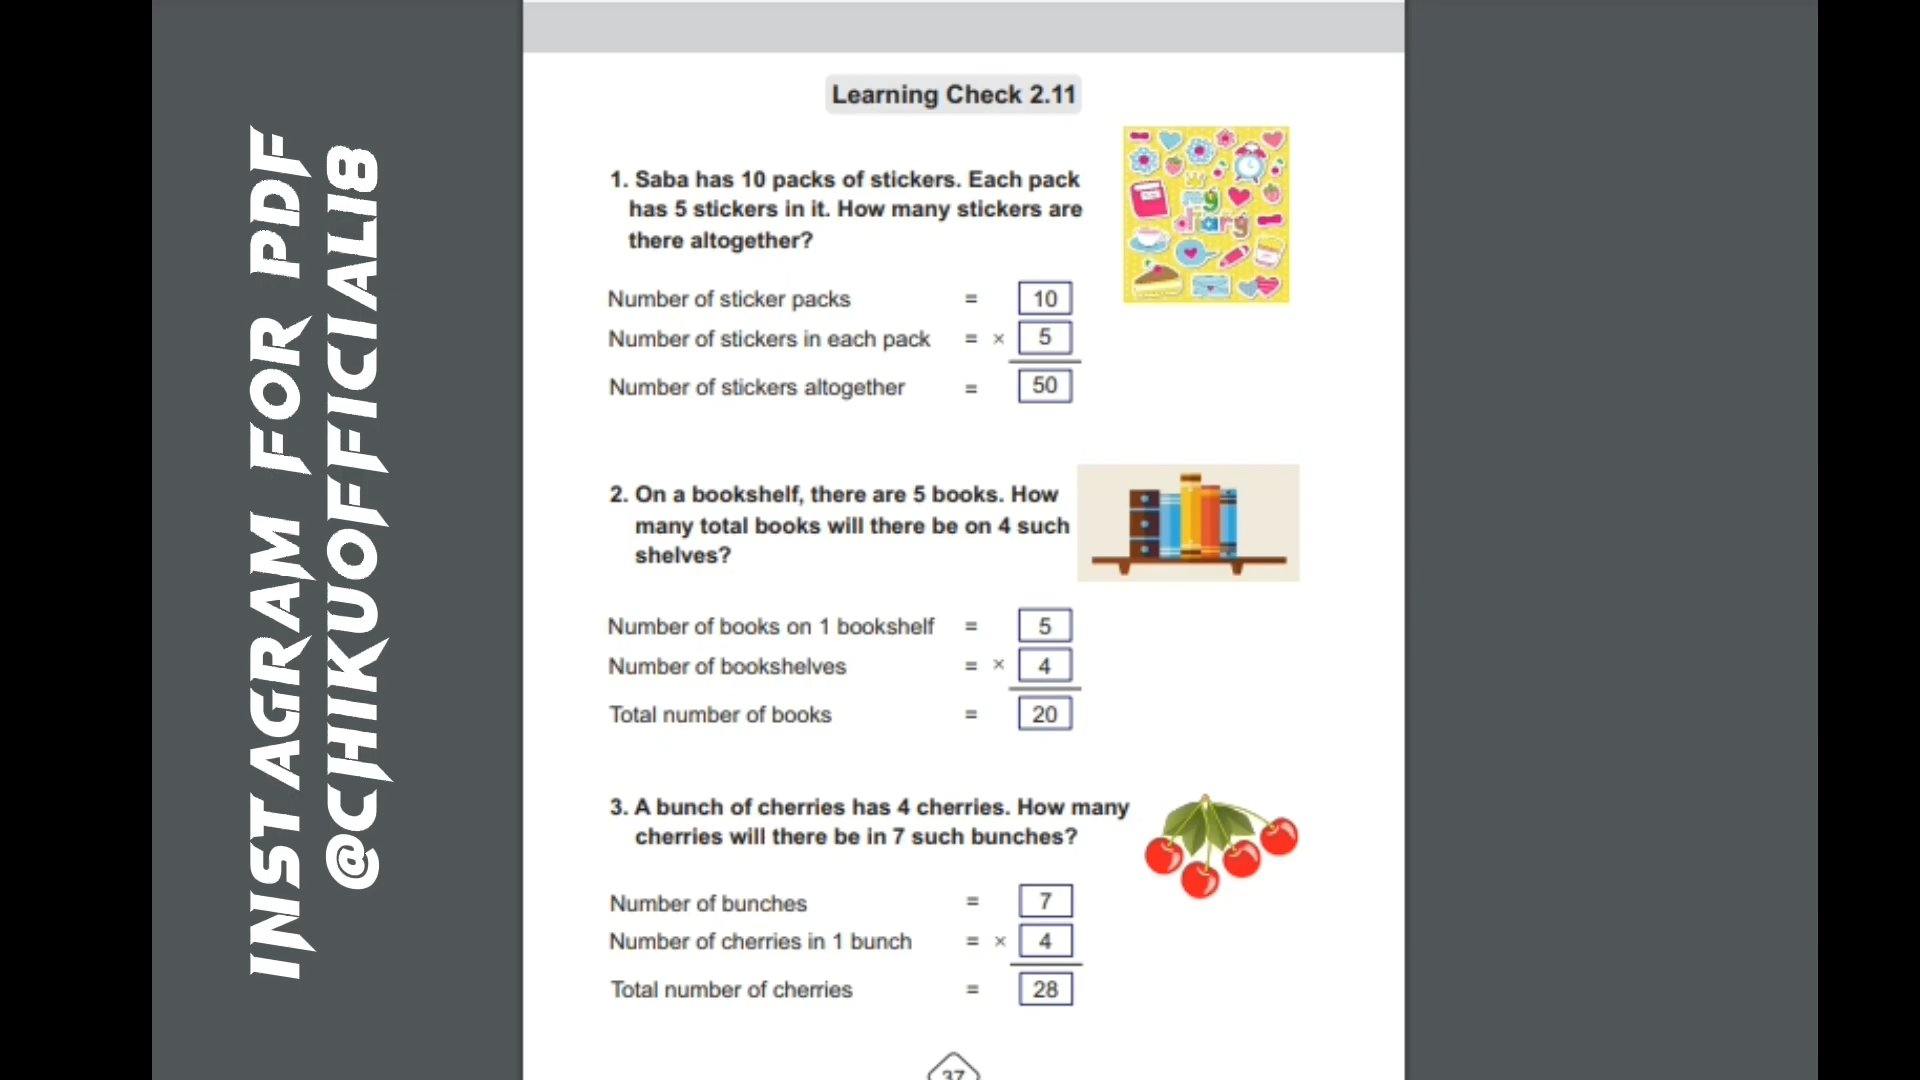 INSTAGRAM FOR PDF
@CHIKUOFFICIALI8
Learning Check 2.11
1. Saba has 10 packs of stickers. Each pack
has 5 stickers in it. How many stickers are
there altogether?
my
diary
Number of sticker packs = 10
Number of stickers in each pack = × 5
Number of stickers altogether = 50
2. On a bookshelf, there are 5 books. How
many total books will there be on 4 such
shelves?
Number of books on 1 bookshelf = 5
Number of bookshelves = × 4
Total number of books = 20
3. A bunch of cherries has 4 cherries. How many
cherries will there be in 7 such bunches?
Number of bunches = 7
Number of cherries in 1 bunch = × 4
Total number of cherries = 28
37